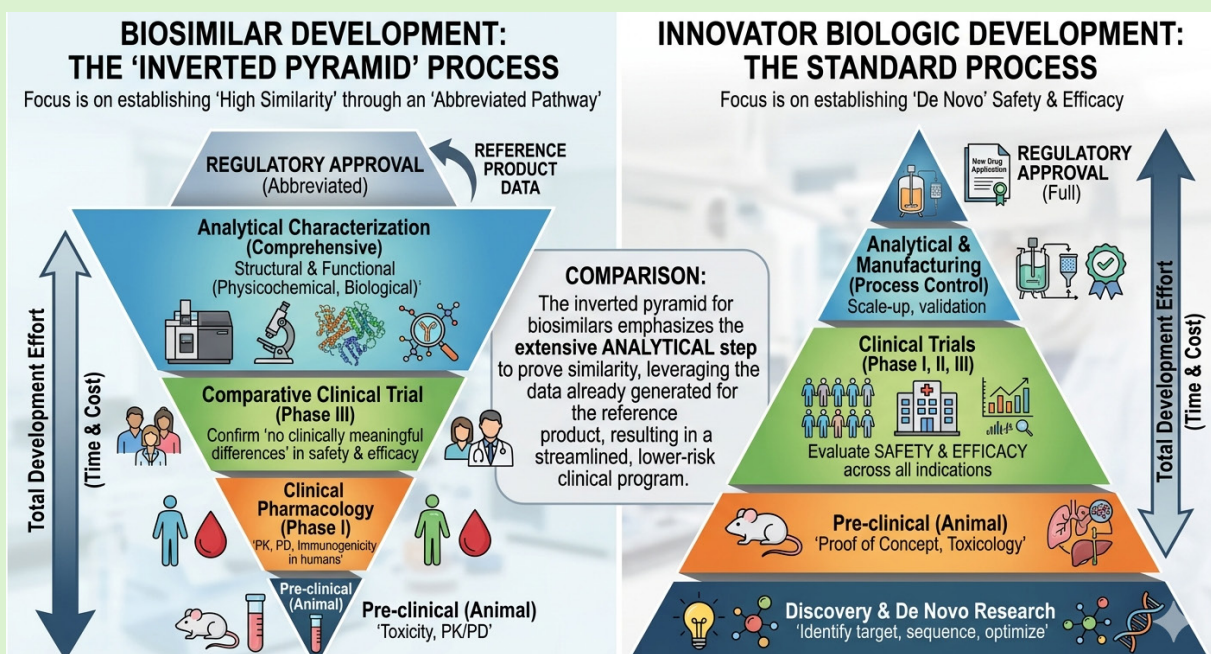 BIOSIMILAR DEVELOPMENT:
THE ‘INVERTED PYRAMID’ PROCESS
Focus is on establishing ‘High Similarity’ through an ‘Abbreviated Pathway’
REGULATORY APPROVAL
(Abbreviated)
REFERENCE
PRODUCT
DATA
Analytical Characterization
(Comprehensive)
Structural & Functional
(Physicochemical, Biological)‘
Comparative Clinical Trial
(Phase III)
Confirm ‘no clinically meaningful
differences’ in safety & efficacy
Clinical
Pharmacology
(Phase I)
‘PK, PD, Immunogenicity
in humans‘
Pre-clinical
(Animal)
Pre-clinical (Animal)
‘Toxicity, PK/PD’
Total Development Effort
(Time & Cost)
COMPARISON:
The inverted pyramid for
biosimilars emphasizes the
extensive ANALYTICAL step
to prove similarity, leveraging the
data already generated for
the reference
product, resulting in a
streamlined, lower-risk
clinical program.
INNOVATOR BIOLOGIC DEVELOPMENT:
THE STANDARD PROCESS
Focus is on establishing ‘De Novo’ Safety & Efficacy
New Drug
Application
REGULATORY
APPROVAL
(Full)
Analytical &
Manufacturing
(Process Control)
Scale-up, validation
Clinical Trials
(Phase I, II, III)
Evaluate SAFETY & EFFICACY
across all indications
Pre-clinical (Animal)
‘Proof of Concept, Toxicology’
Discovery & De Novo Research
‘Identify target, sequence, optimize’
Total Development Effort
(Time & Cost)